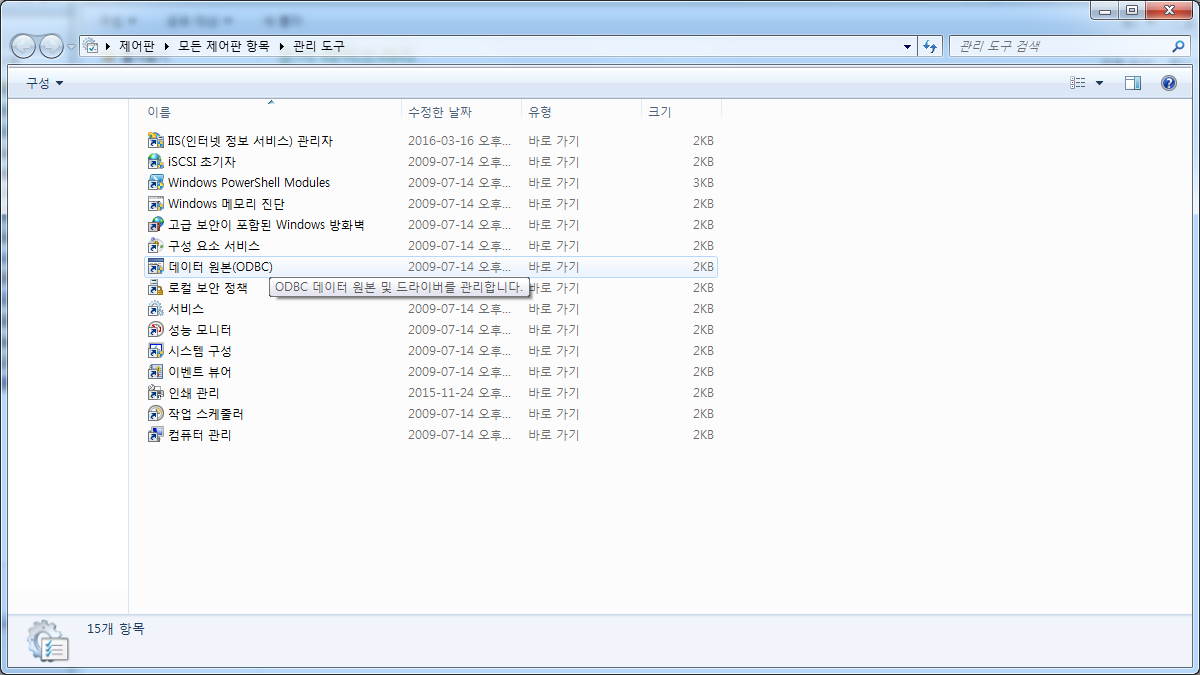 제어판 ▸ 모든 제어판 항목 ▸ 관리 도구
관리 도구 검색
구성
이름 수정한 날짜 유형 크기
IIS(인터넷 정보 서비스) 관리자 2016-03-16 오후... 바로 가기 2KB
iSCSI 초기자 2009-07-14 오후... 바로 가기 2KB
Windows PowerShell Modules 2009-07-14 오후... 바로 가기 3KB
Windows 메모리 진단 2009-07-14 오후... 바로 가기 2KB
고급 보안이 포함된 Windows 방화벽 2009-07-14 오후... 바로 가기 2KB
구성 요소 서비스 2009-07-14 오후... 바로 가기 2KB
데이터 원본(ODBC) 2009-07-14 오후... 바로 가기 2KB
로컬 보안 정책 바로 가기 2KB
ODBC 데이터 원본 및 드라이버를 관리합니다.
서비스 2009-07-14 오후... 바로 가기 2KB
성능 모니터 2009-07-14 오후... 바로 가기 2KB
시스템 구성 2009-07-14 오후... 바로 가기 2KB
이벤트 뷰어 2009-07-14 오후... 바로 가기 2KB
인쇄 관리 2015-11-24 오후... 바로 가기 2KB
작업 스케줄러 2009-07-14 오후... 바로 가기 2KB
컴퓨터 관리 2009-07-14 오후... 바로 가기 2KB
15개 항목